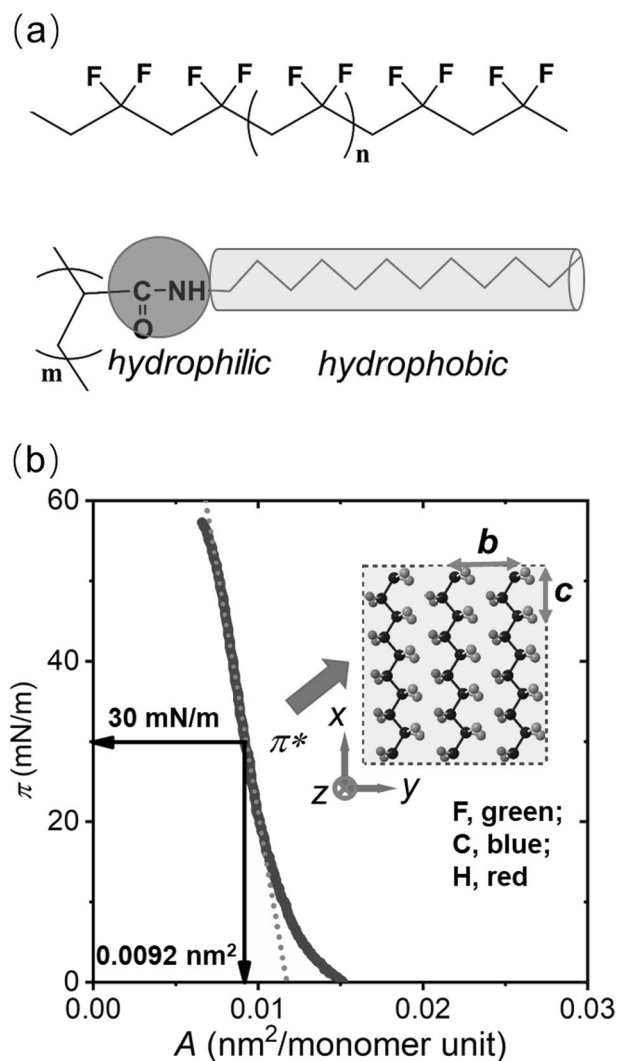 (a)
F F F F F F F F F F
n
C-NH
O
m
hydrophilic hydrophobic
(b)
60
40
20
0
π (mN/m)
30 mN/m
0.0092 nm²
π*
b
c
x
z y
F, green;
C, blue;
H, red
0.00 0.01 0.02 0.03
A (nm²/monomer unit)